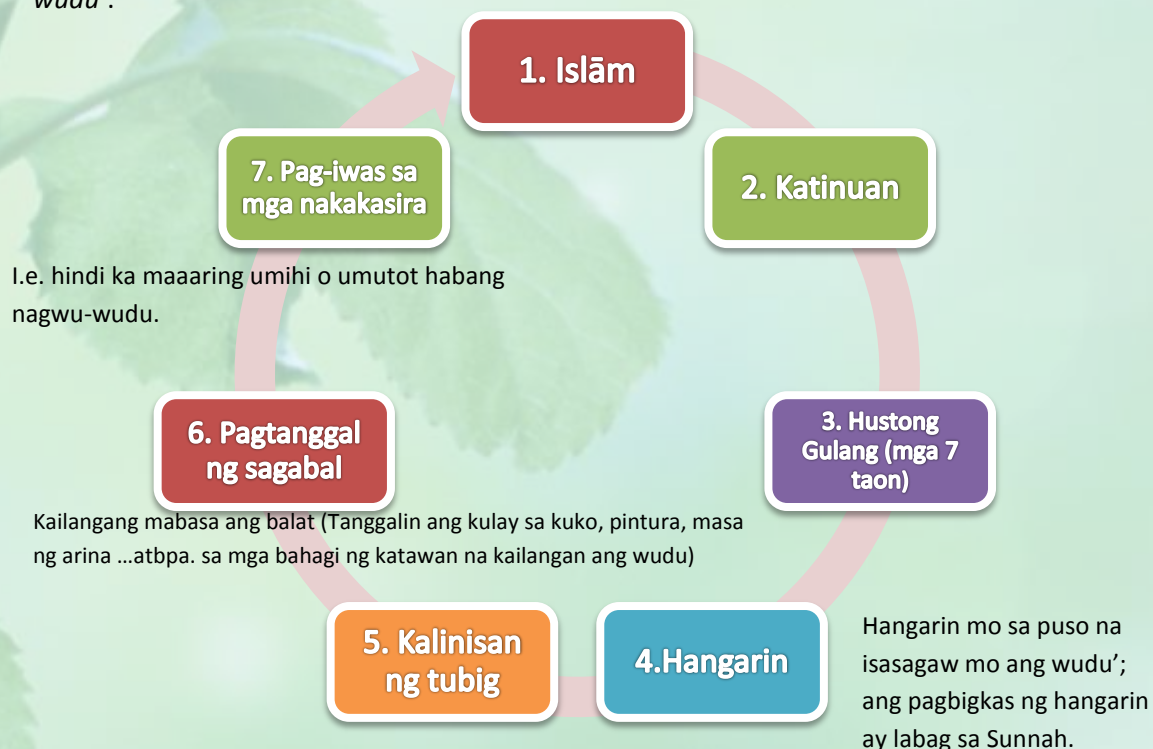 wudu'.
1. Islām
2. Katinuan
3. Hustong
Gulang (mga 7
taon)
Hangarin mo sa puso na
isasagaw mo ang wudu’;
ang pagbigkas ng hangarin
ay labag sa Sunnah.
4.Hangarin
5. Kalinisan
ng tubig
6. Pagtanggal
ng sagabal
Kailangang mabasa ang balat (Tanggalin ang kulay sa kuko, pintura, masa
ng arina …atbpa. sa mga bahagi ng katawan na kailangan ang wudu)
7. Pag-iwas sa
mga nakakasira
I.e. hindi ka maaaring umihi o umutot habang
nagwu-wudu.